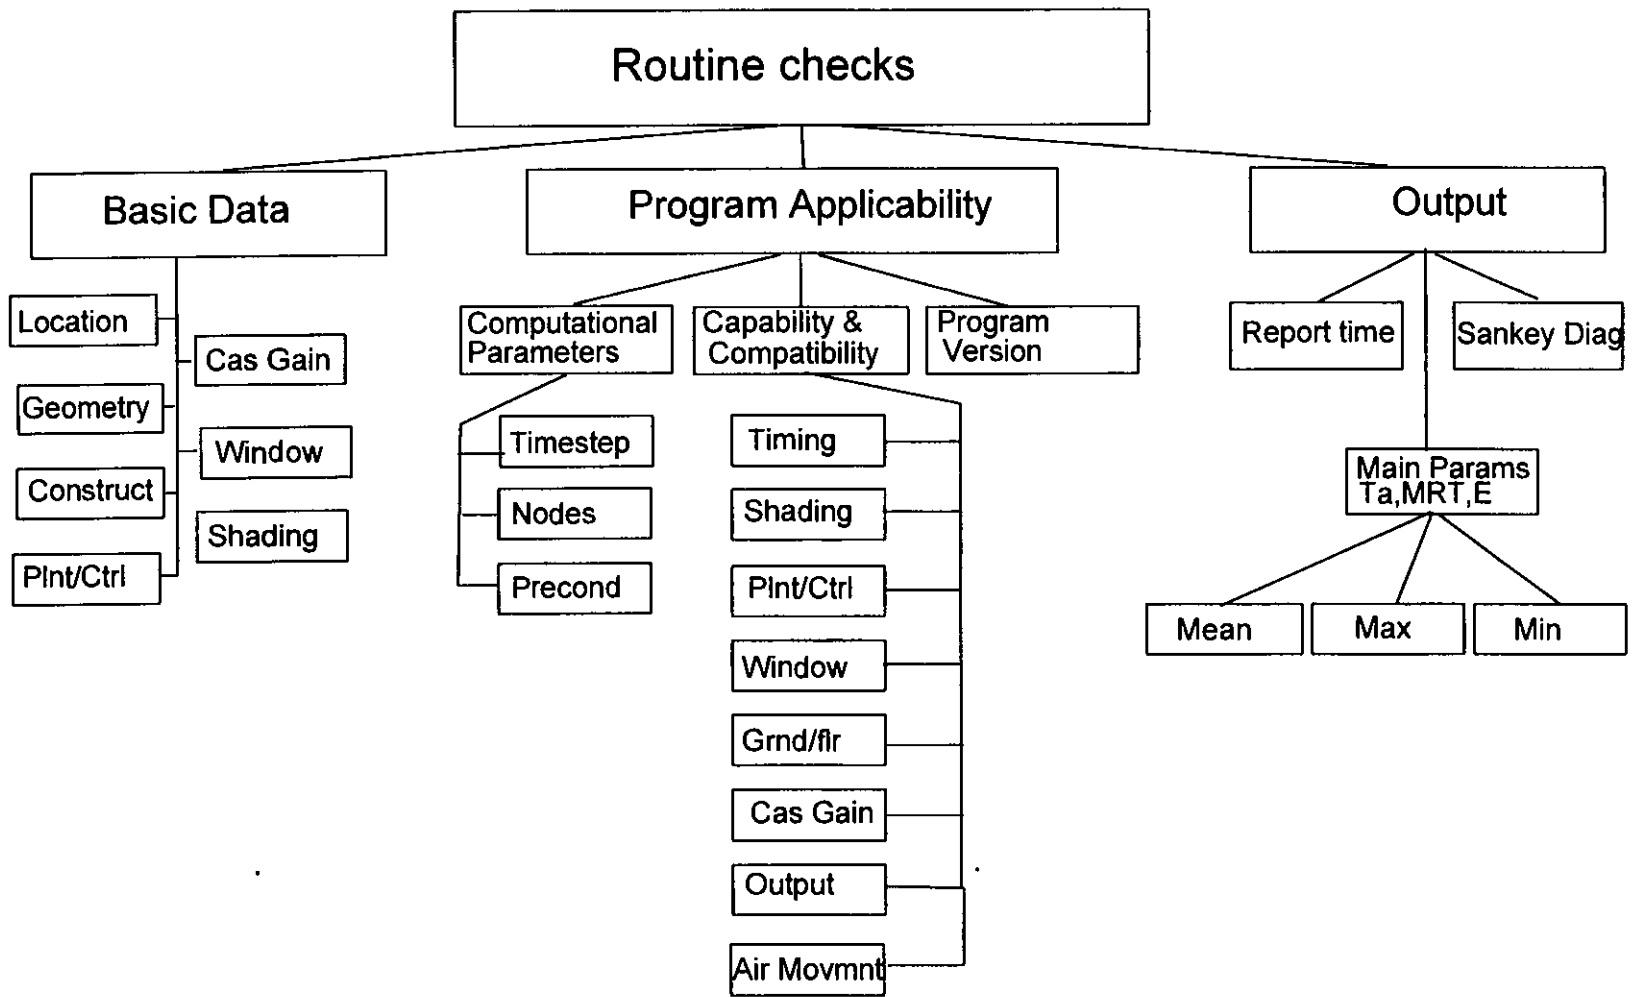 Routine checks
Basic Data
Program Applicability
Output
Location
Cas Gain
Geometry
Window
Construct
Shading
Plnt/Ctrl
Computational
Parameters
Capability &
Compatibility
Program
Version
Timestep
Nodes
Precond
Timing
Shading
Plnt/Ctrl
Window
Grnd/flr
Cas Gain
Output
Air Movmnt
Report time
Sankey Diag
Main Params
Ta,MRT,E
Mean
Max
Min